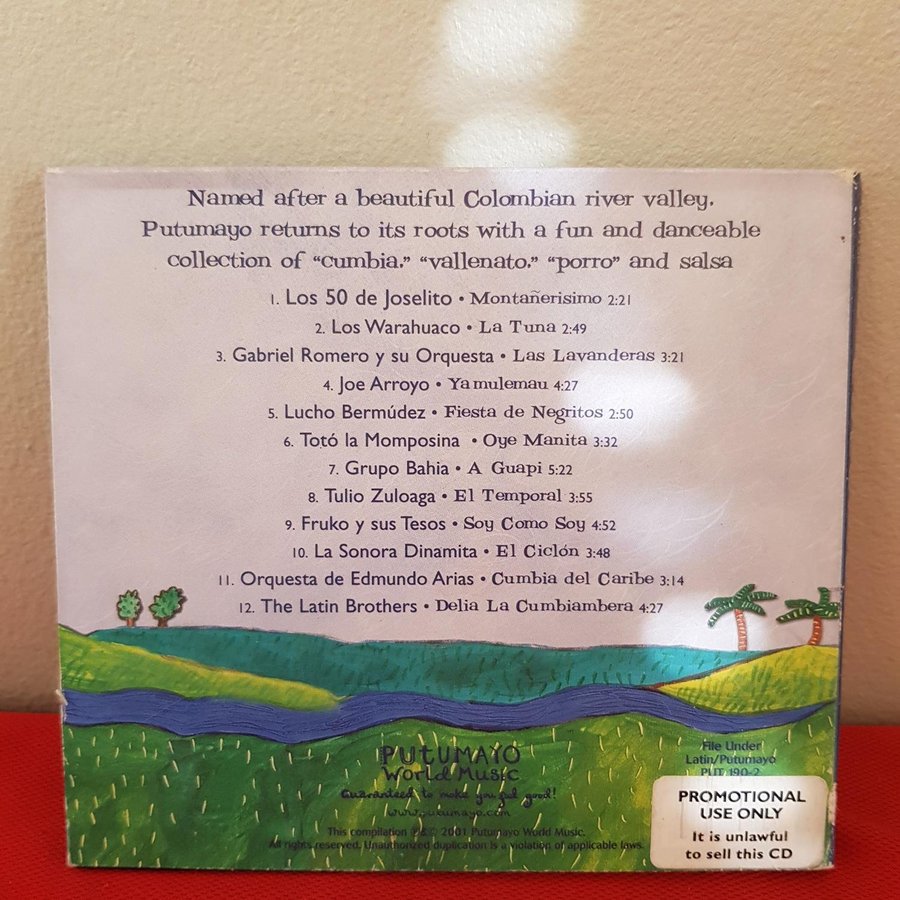 Named after a beautiful Colombian river valley,
Putumayo returns to its roots with a fun and danceable
collection of “cumbia,” “vallenato,” “porro” and salsa
1. Los 50 de Joselito • Montañerisimo 2:21
2. Los Warahuaco • La Tuna 2:49
3. Gabriel Romero y su Orquesta • Las Lavanderas 3:21
4. Joe Arroyo • Yamulemau 4:27
5. Lucho Bermúdez • Fiesta de Negritos 2:50
6. Totó la Momposina • Oye Manita 3:32
7. Grupo Bahia • A Guapi 5:22
8. Tulio Zuloaga • El Temporal 3:55
9. Fruko y sus Tesos • Soy Como Soy 4:52
10. La Sonora Dinamita • El Ciclón 3:48
11. Orquesta de Edmundo Arias • Cumbia del Caribe 3:14
12. The Latin Brothers • Delia La Cumbiambera 4:27
PUTUMAYO
World Music
Guaranteed to make you feel good!
www.putumayo.com
This compilation ℗&© 2001 Putumayo World Music.
All rights reserved. Unauthorized duplication is a violation of applicable laws.
File Under
Latin/Putumayo
PUT 190-2
PROMOTIONAL
USE ONLY
It is unlawful
to sell this CD